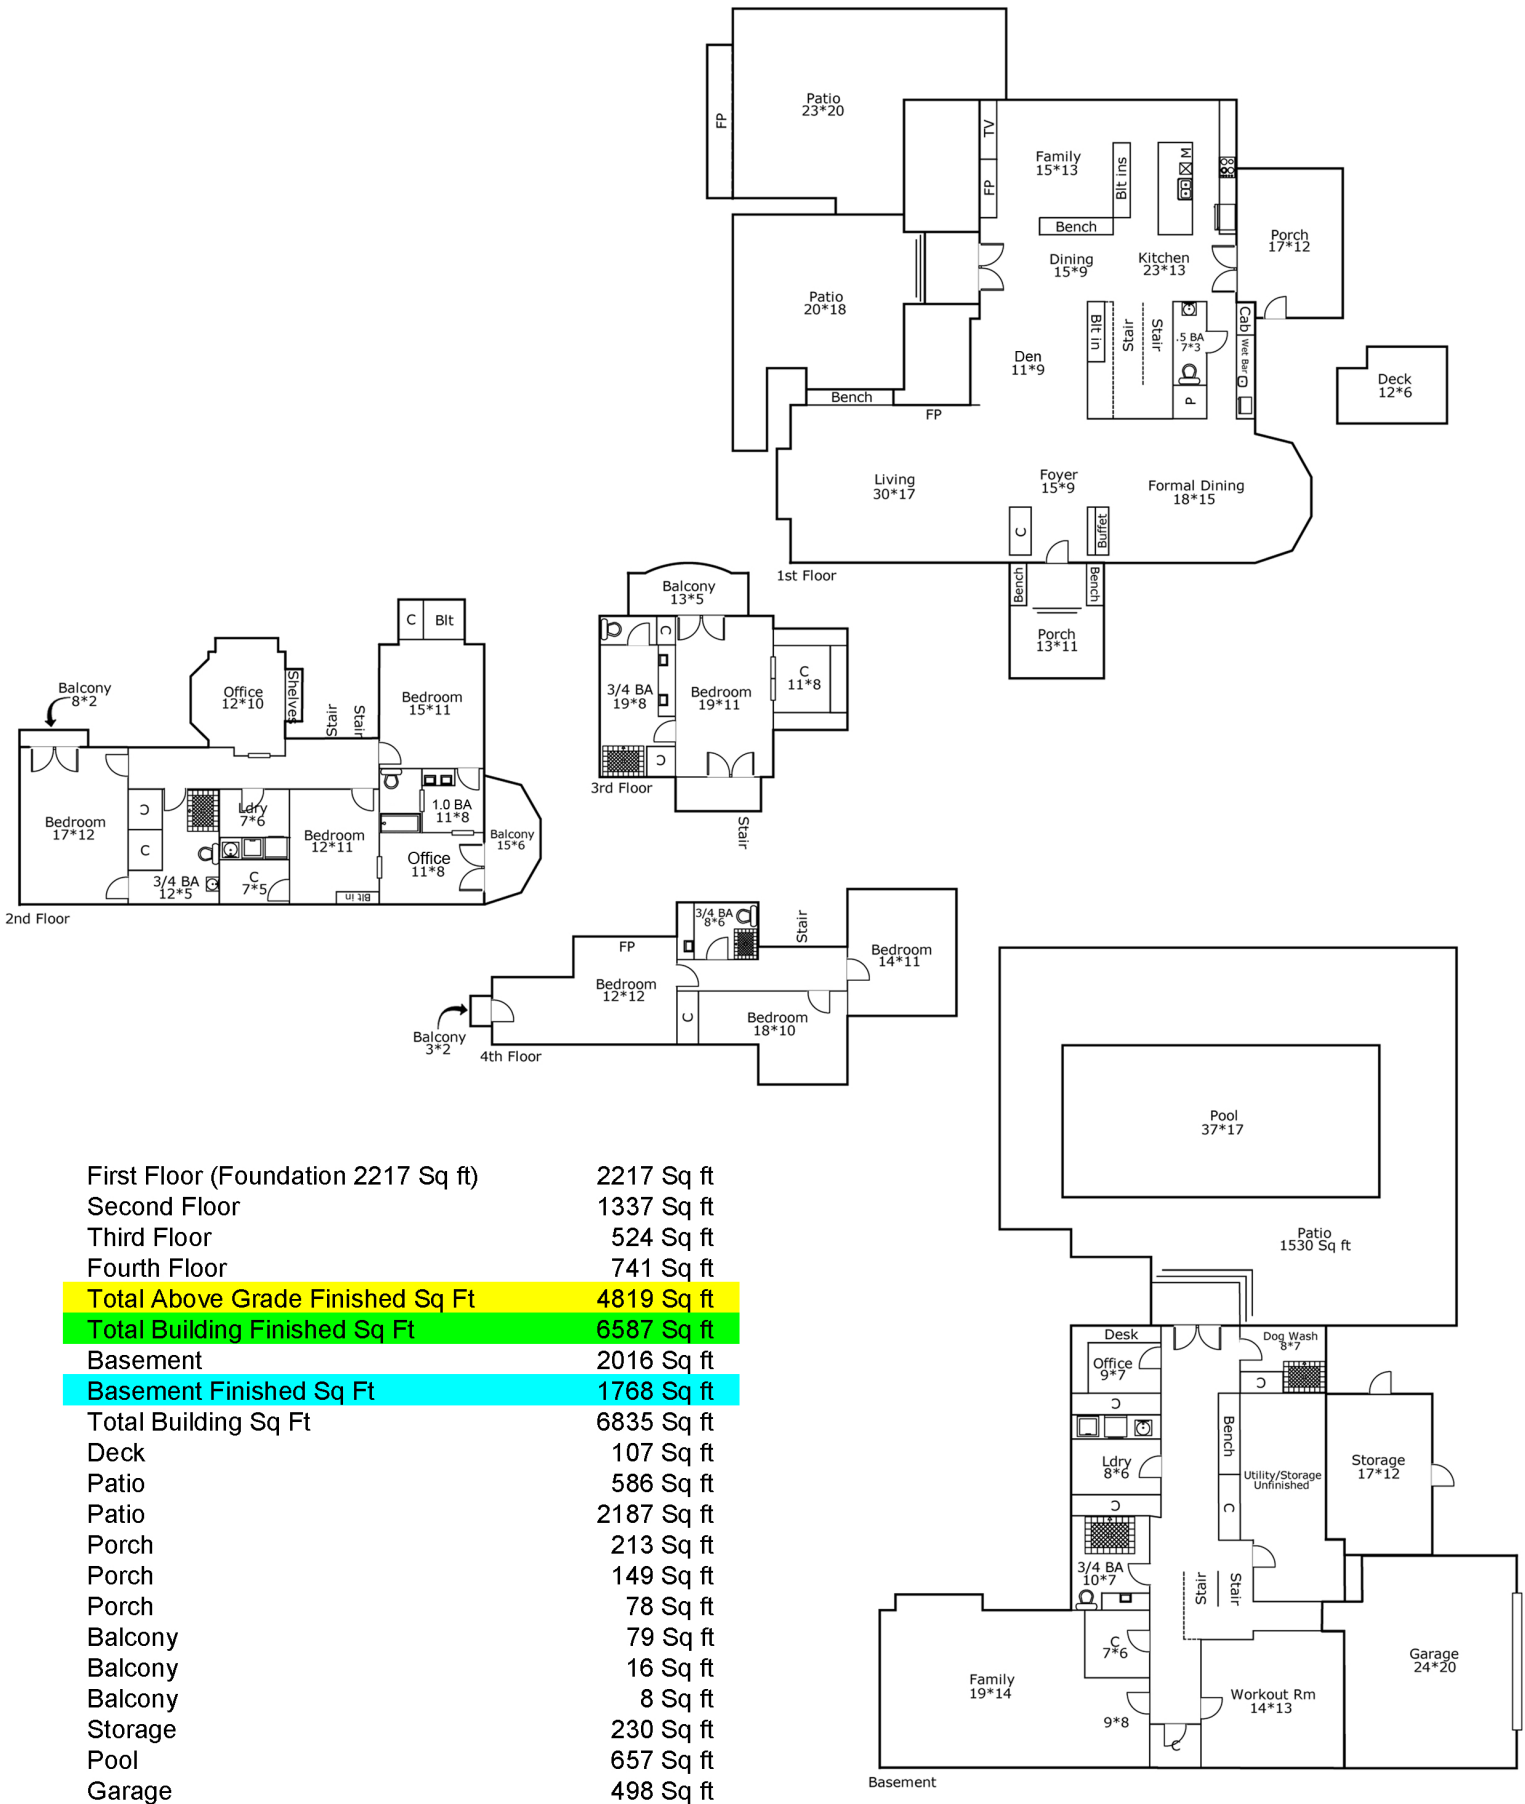 Patio
23*20
FP
TV
FP
Family
15*13
Blt ins
M
Bench
Dining
15*9
Kitchen
23*13
Porch
17*12
Patio
20*18
Blt in
Stair
Stair
.5 BA
7*3
P
Cab
Wet Bar
Den
11*9
Deck
12*6
Bench
FP
Living
30*17
Foyer
15*9
Formal Dining
18*15
C
Buffet
1st Floor
Bench
Bench
Porch
13*11
Balcony
13*5
C
3/4 BA
19*8
Bedroom
19*11
C
11*8
C
3rd Floor
Stair
C
Blt
Balcony
8*2
Office
12*10
Shelves
Stair
Stair
Bedroom
15*11
Bedroom
17*12
C
C
Ldry
7*6
Bedroom
12*11
1.0 BA
11*8
Balcony
15*6
Office
11*8
3/4 BA
12*5
C
7*5
Blt in
2nd Floor
3/4 BA
8*6
Stair
FP
Bedroom
14*11
Bedroom
12*12
C
Bedroom
18*10
Balcony
3*2
4th Floor
Pool
37*17
Patio
1530 Sq ft
Desk
Office
9*7
Dog Wash
8*7
C
C
Bench
Ldry
8*6
Utility/Storage
Unfinished
Storage
17*12
C
C
3/4 BA
10*7
Stair
Stair
C
7*6
Family
19*14
9*8
Workout Rm
14*13
Garage
24*20
C
Basement
First Floor (Foundation 2217 Sq ft) 2217 Sq ft
Second Floor 1337 Sq ft
Third Floor 524 Sq ft
Fourth Floor 741 Sq ft
Total Above Grade Finished Sq Ft 4819 Sq ft
Total Building Finished Sq Ft 6587 Sq ft
Basement 2016 Sq ft
Basement Finished Sq Ft 1768 Sq ft
Total Building Sq Ft 6835 Sq ft
Deck 107 Sq ft
Patio 586 Sq ft
Patio 2187 Sq ft
Porch 213 Sq ft
Porch 149 Sq ft
Porch 78 Sq ft
Balcony 79 Sq ft
Balcony 16 Sq ft
Balcony 8 Sq ft
Storage 230 Sq ft
Pool 657 Sq ft
Garage 498 Sq ft